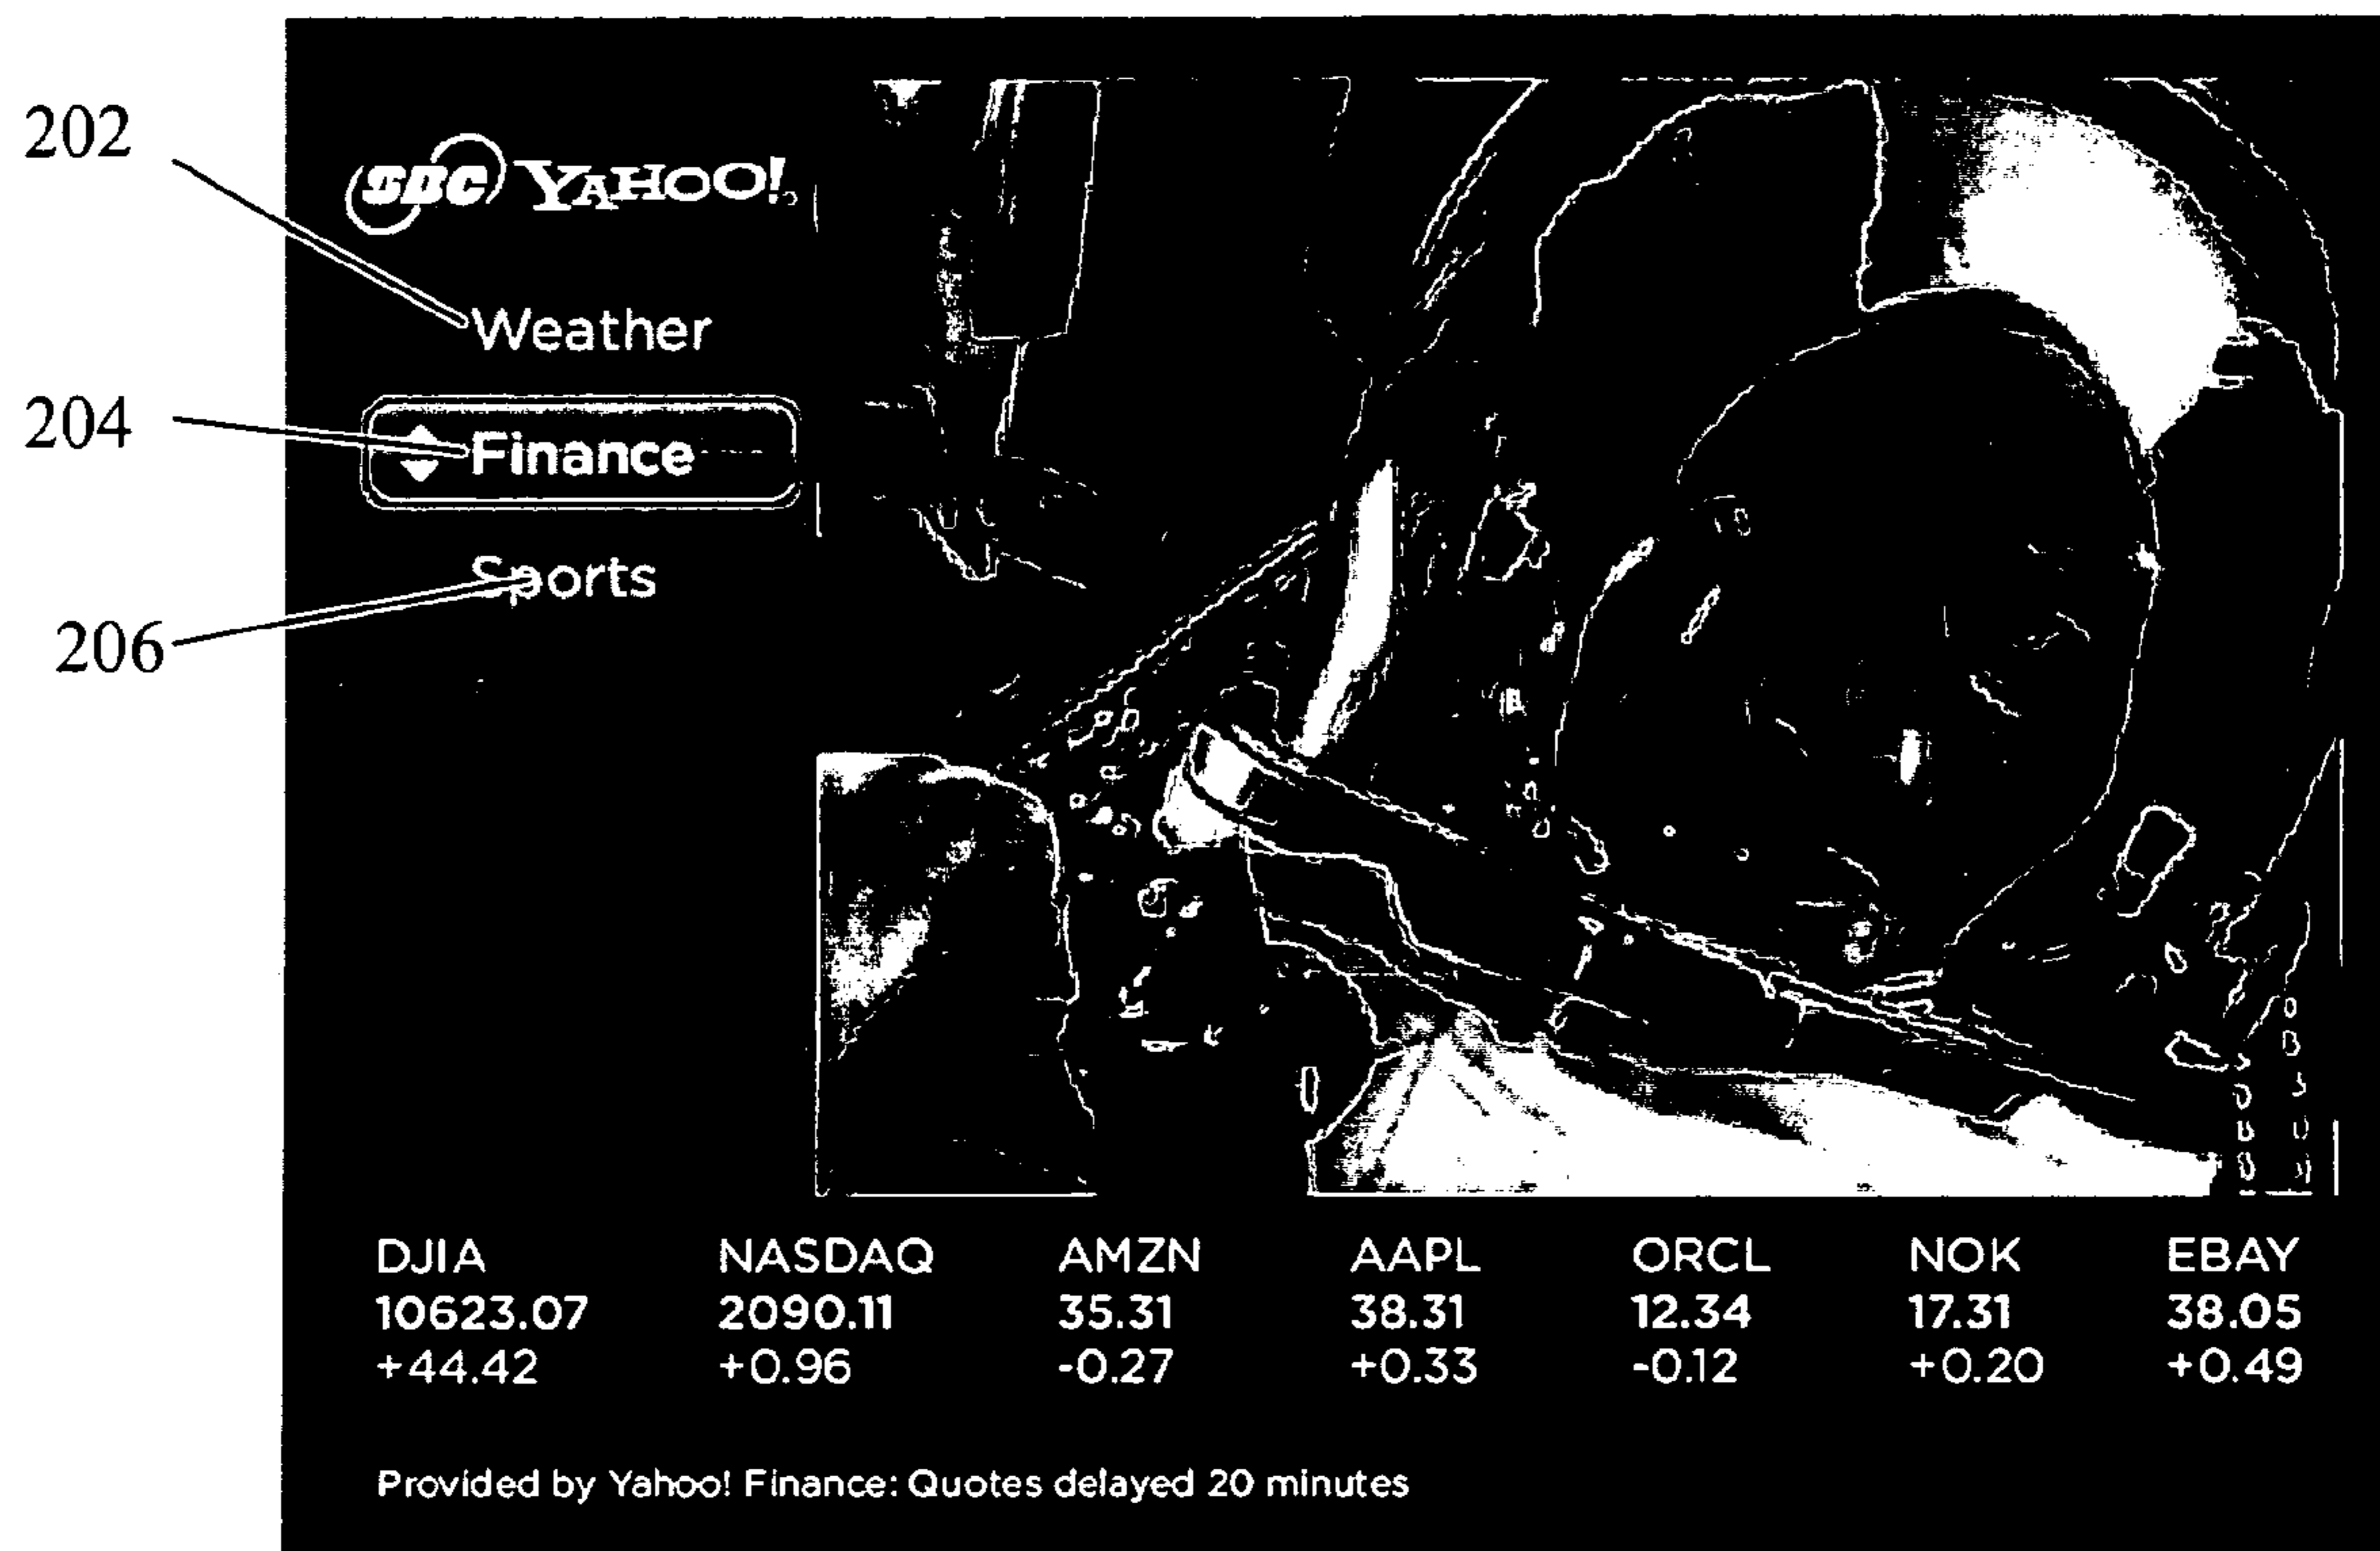 202
SBC YAHOO!
Weather
204
Finance
Sports
206
DJIA NASDAQ AMZN AAPL ORCL NOK EBAY
10623.07 2090.11 35.31 38.31 12.34 17.31 38.05
+44.42 +0.96 -0.27 +0.33 -0.12 +0.20 +0.49
Provided by Yahoo! Finance: Quotes delayed 20 minutes